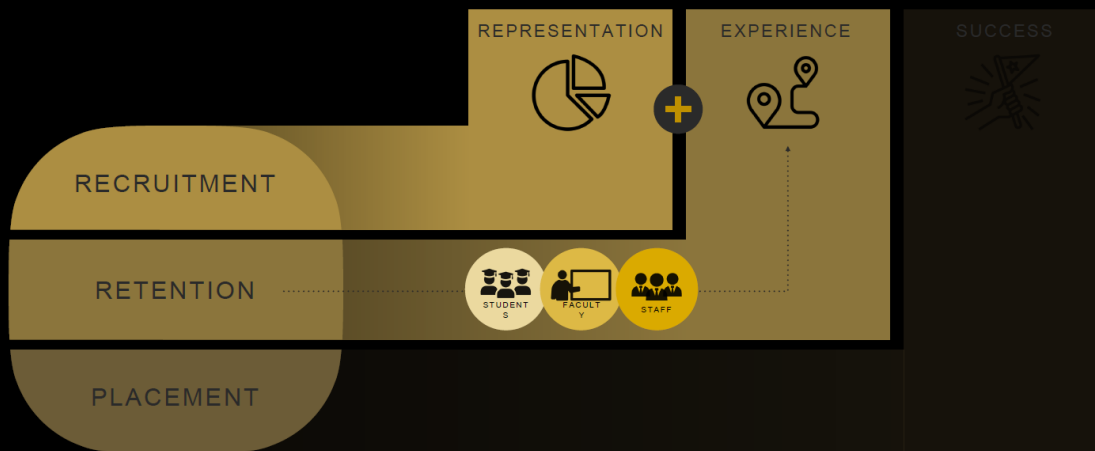 REPRESENTATION
EXPERIENCE
SUCCESS
RECRUITMENT
RETENTION
STUDENT
S
FACULT
Y
STAFF
PLACEMENT